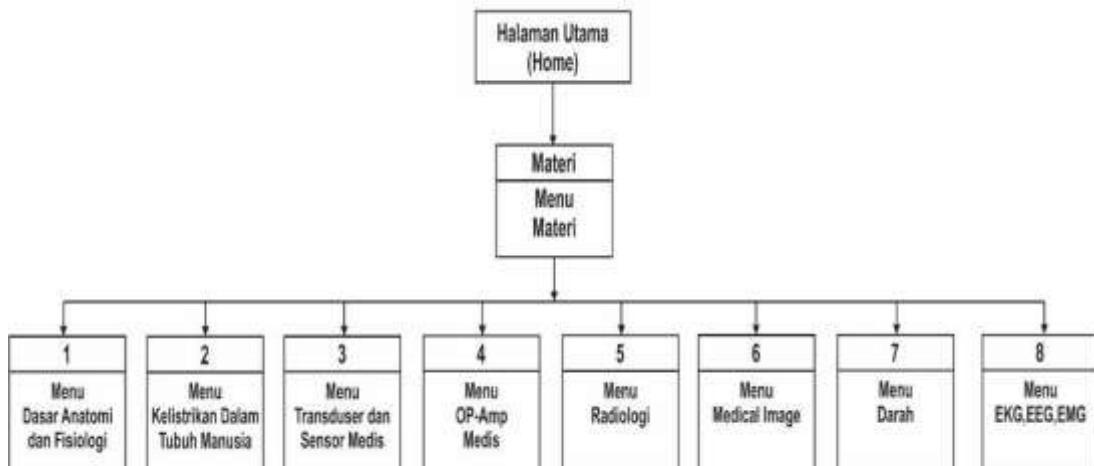 Halaman Utama
(Home)
Materi
Menu
Materi
1
Menu
Dasar Anatomi
dan Fisiologi
2
Menu
Kelistrikan Dalam
Tubuh Manusia
3
Menu
Transduser dan
Sensor Medis
4
Menu
OP-Amp
Medis
5
Menu
Radiologi
6
Menu
Medical Image
7
Menu
Darah
8
Menu
EKG,EEG,EMG